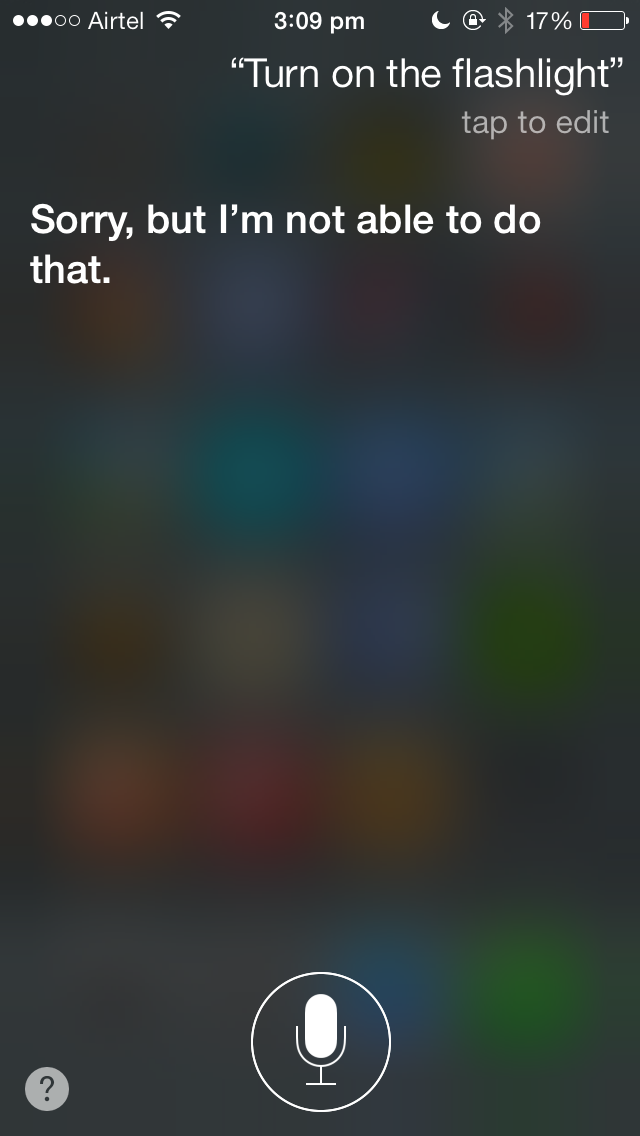 Airtel 3:09 pm 17%
“Turn on the flashlight”
tap to edit
Sorry, but I’m not able to do
that.
?